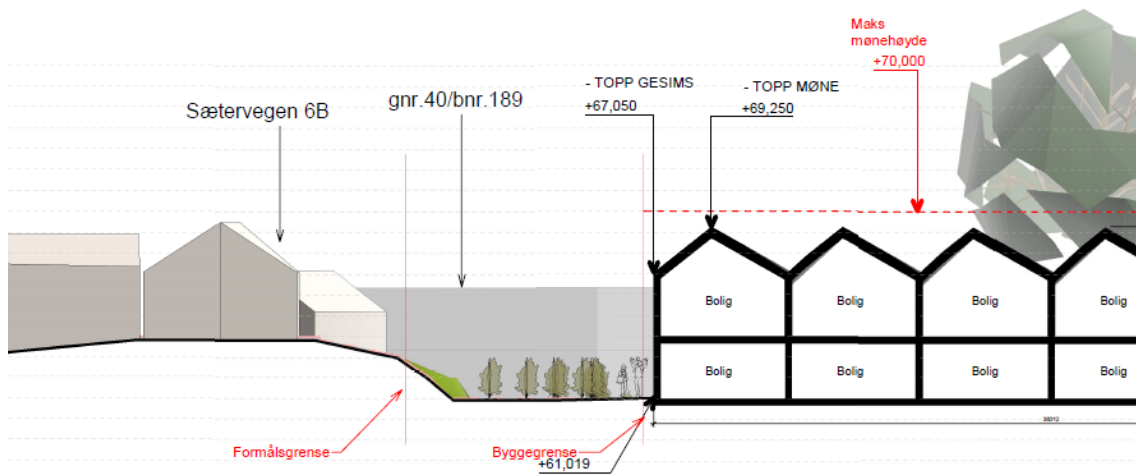 Maks
mønehøyde
+70,000
- TOPP GESIMS
+67,050
- TOPP MØNE
+69,250
gnr.40/bnr.189
Sætervegen 6B
Bolig
Bolig
Bolig
Bolig
Bolig
Bolig
Bolig
Bolig
Formålsgrense
Byggegrense
+61,019